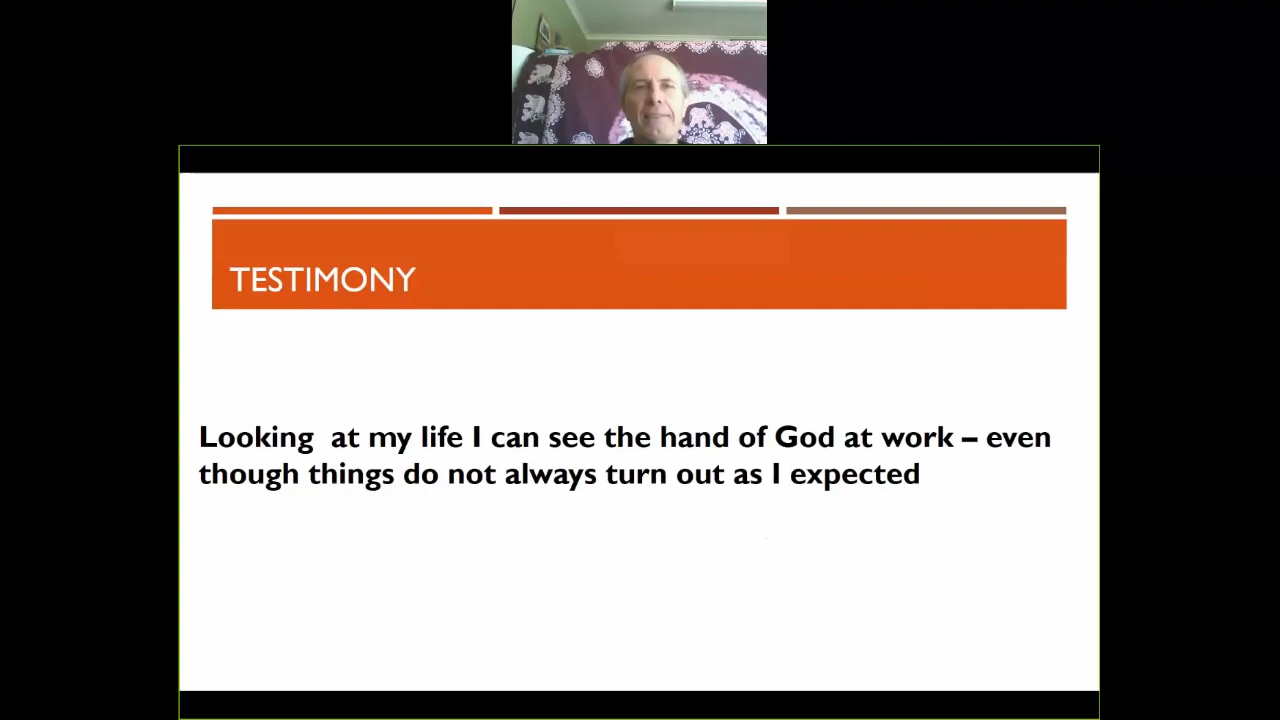 TESTIMONY
Looking  at my life I can see the hand of God at work – even
though things do not always turn out as I expected